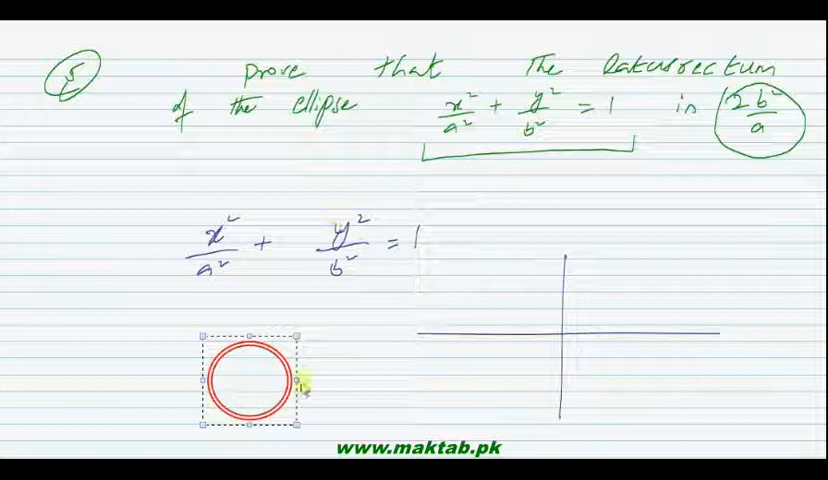 5 prove that the Latusrectum
of the ellipse x²/a² + y²/b² = 1 is 2b²/a
x²/a² + y²/b² = 1
www.maktab.pk